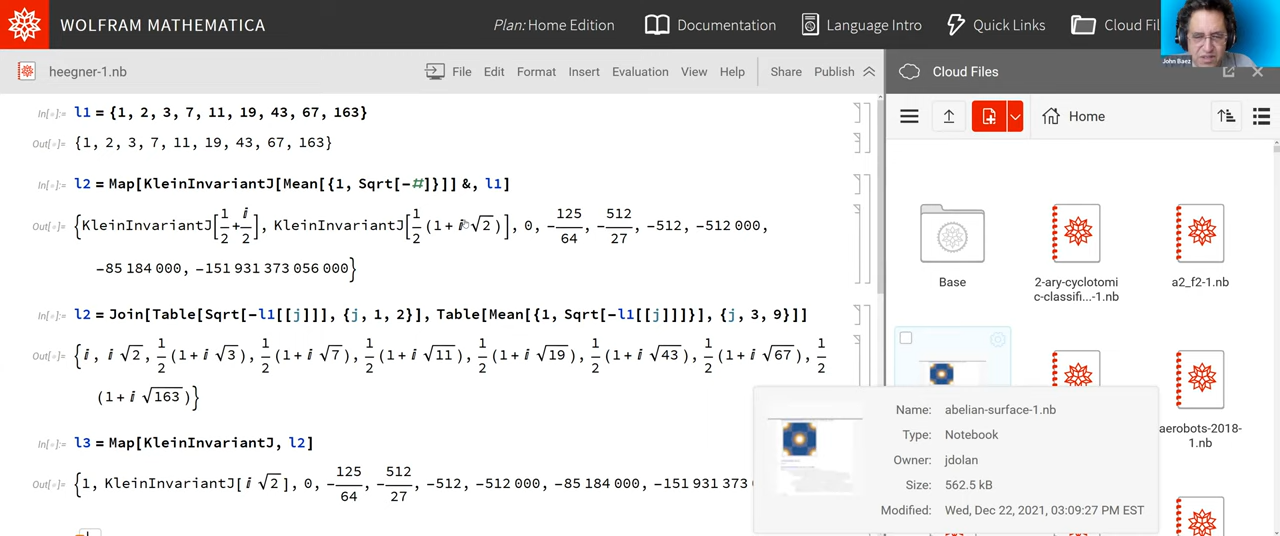 WOLFRAM MATHEMATICA Plan: Home Edition Documentation Language Intro Quick Links Cloud
John Baez
heegner-1.nb File Edit Format Insert Evaluation View Help Share Publish Cloud Files
In[∘]:= l1 = {1, 2, 3, 7, 11, 19, 43, 67, 163}
Out[∘]= {1, 2, 3, 7, 11, 19, 43, 67, 163}
Home
In[∘]:= l2 = Map[KleinInvariantJ[Mean[{1, Sqrt[-#]}]] &, l1]
Out[∘]= {KleinInvariantJ[1/2 + ⅈ/2], KleinInvariantJ[1/2 (1 + ⅈ √2)], 0, -125/64, -512/27, -512, -512 000,
-85 184 000, -151 931 373 056 000}
Base 2-ary-cyclotomi a2_f2-1.nb
c-classifi...-1.nb
In[∘]:= l2 = Join[Table[Sqrt[-l1[[j]]], {j, 1, 2}], Table[Mean[{1, Sqrt[-l1[[j]]]}], {j, 3, 9}]]
Out[∘]= {ⅈ, ⅈ √2, 1/2 (1 + ⅈ √3), 1/2 (1 + ⅈ √7), 1/2 (1 + ⅈ √11), 1/2 (1 + ⅈ √19), 1/2 (1 + ⅈ √43), 1/2 (1 + ⅈ √67), 1/2
(1 + ⅈ √163)}
In[∘]:= l3 = Map[KleinInvariantJ, l2]
Out[∘]= {1, KleinInvariantJ[ⅈ √2], 0, -125/64, -512/27, -512, -512 000, -85 184 000, -151 931 373
Name: abelian-surface-1.nb
Type: Notebook
Owner: jdolan
Size: 562.5 kB
Modified: Wed, Dec 22, 2021, 03:09:27 PM EST
aerobots-2018-
1.nb